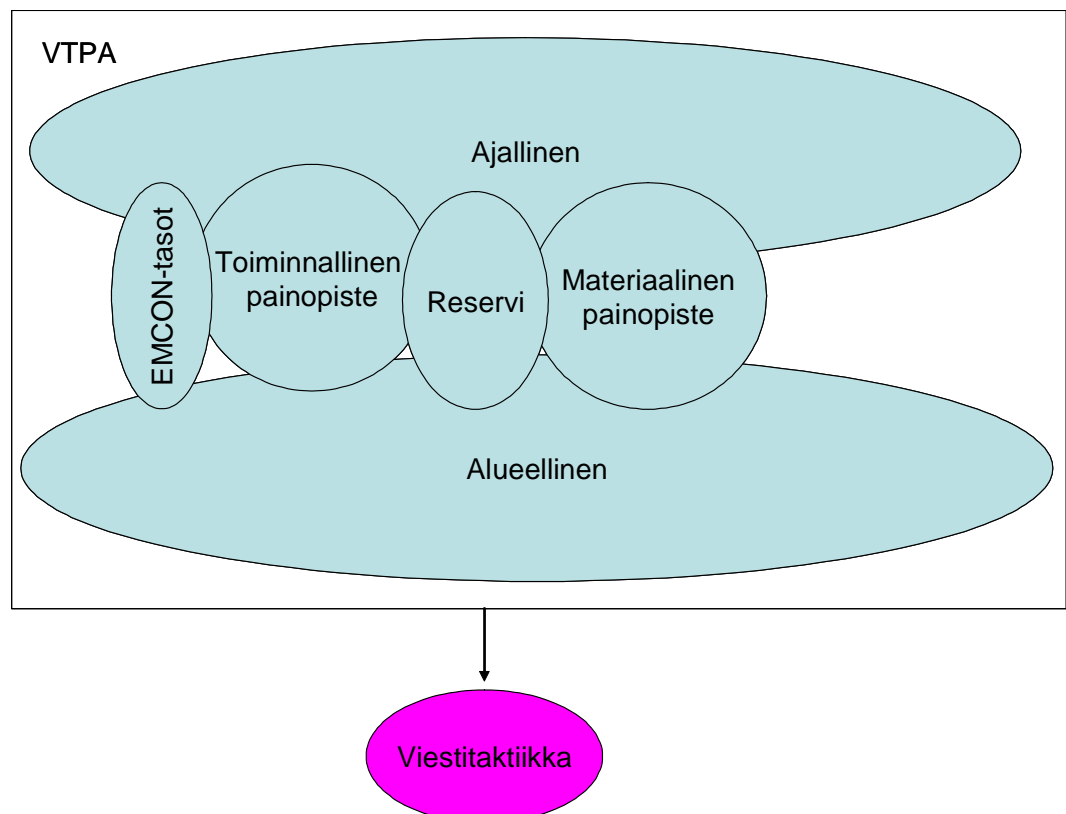 VTPA
Ajallinen
EMCON-tasot
Toiminnallinen
painopiste
Reservi
Materiaalinen
painopiste
Alueellinen
Viestitaktiikka